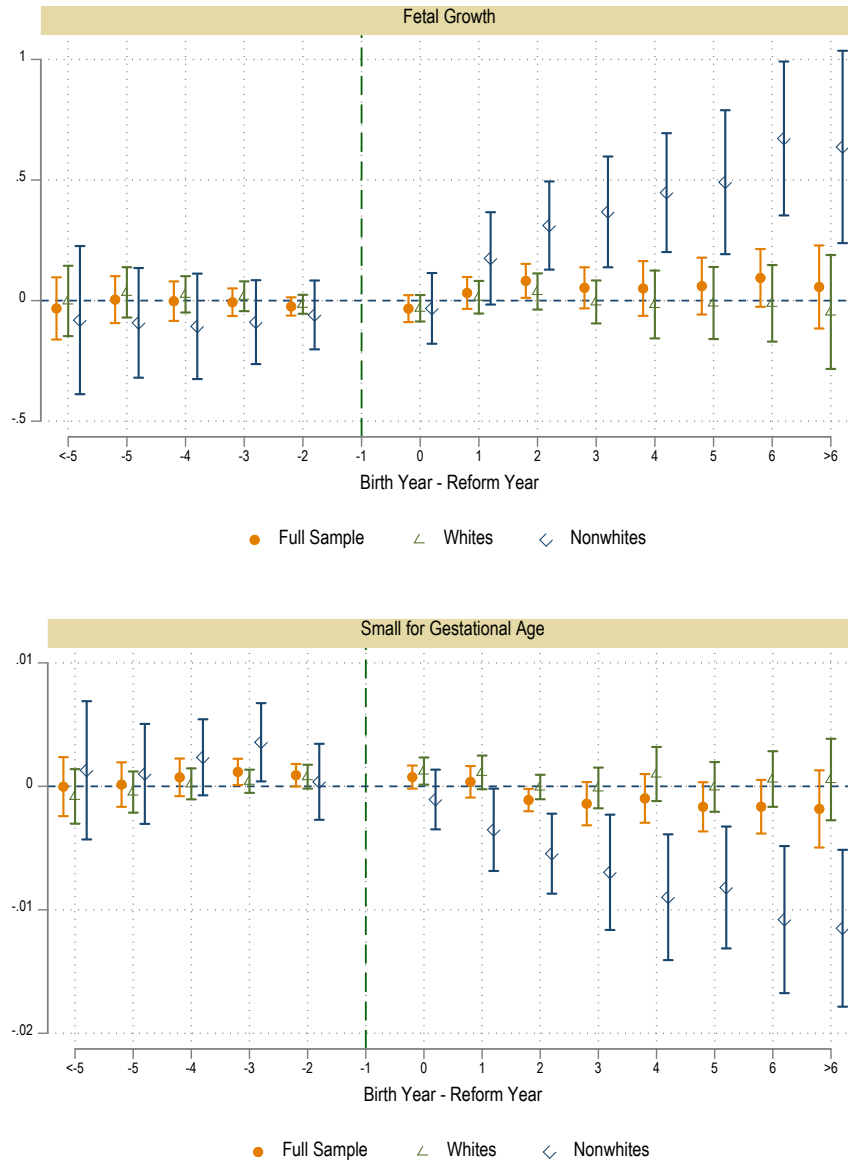 Fetal Growth
1
.5
0
-.5
<-5 -5 -4 -3 -2 -1 0 1 2 3 4 5 6 >6
Birth Year - Reform Year
Full Sample Whites Nonwhites
Small for Gestational Age
.01
0
-.01
-.02
<-5 -5 -4 -3 -2 -1 0 1 2 3 4 5 6 >6
Birth Year - Reform Year
Full Sample Whites Nonwhites